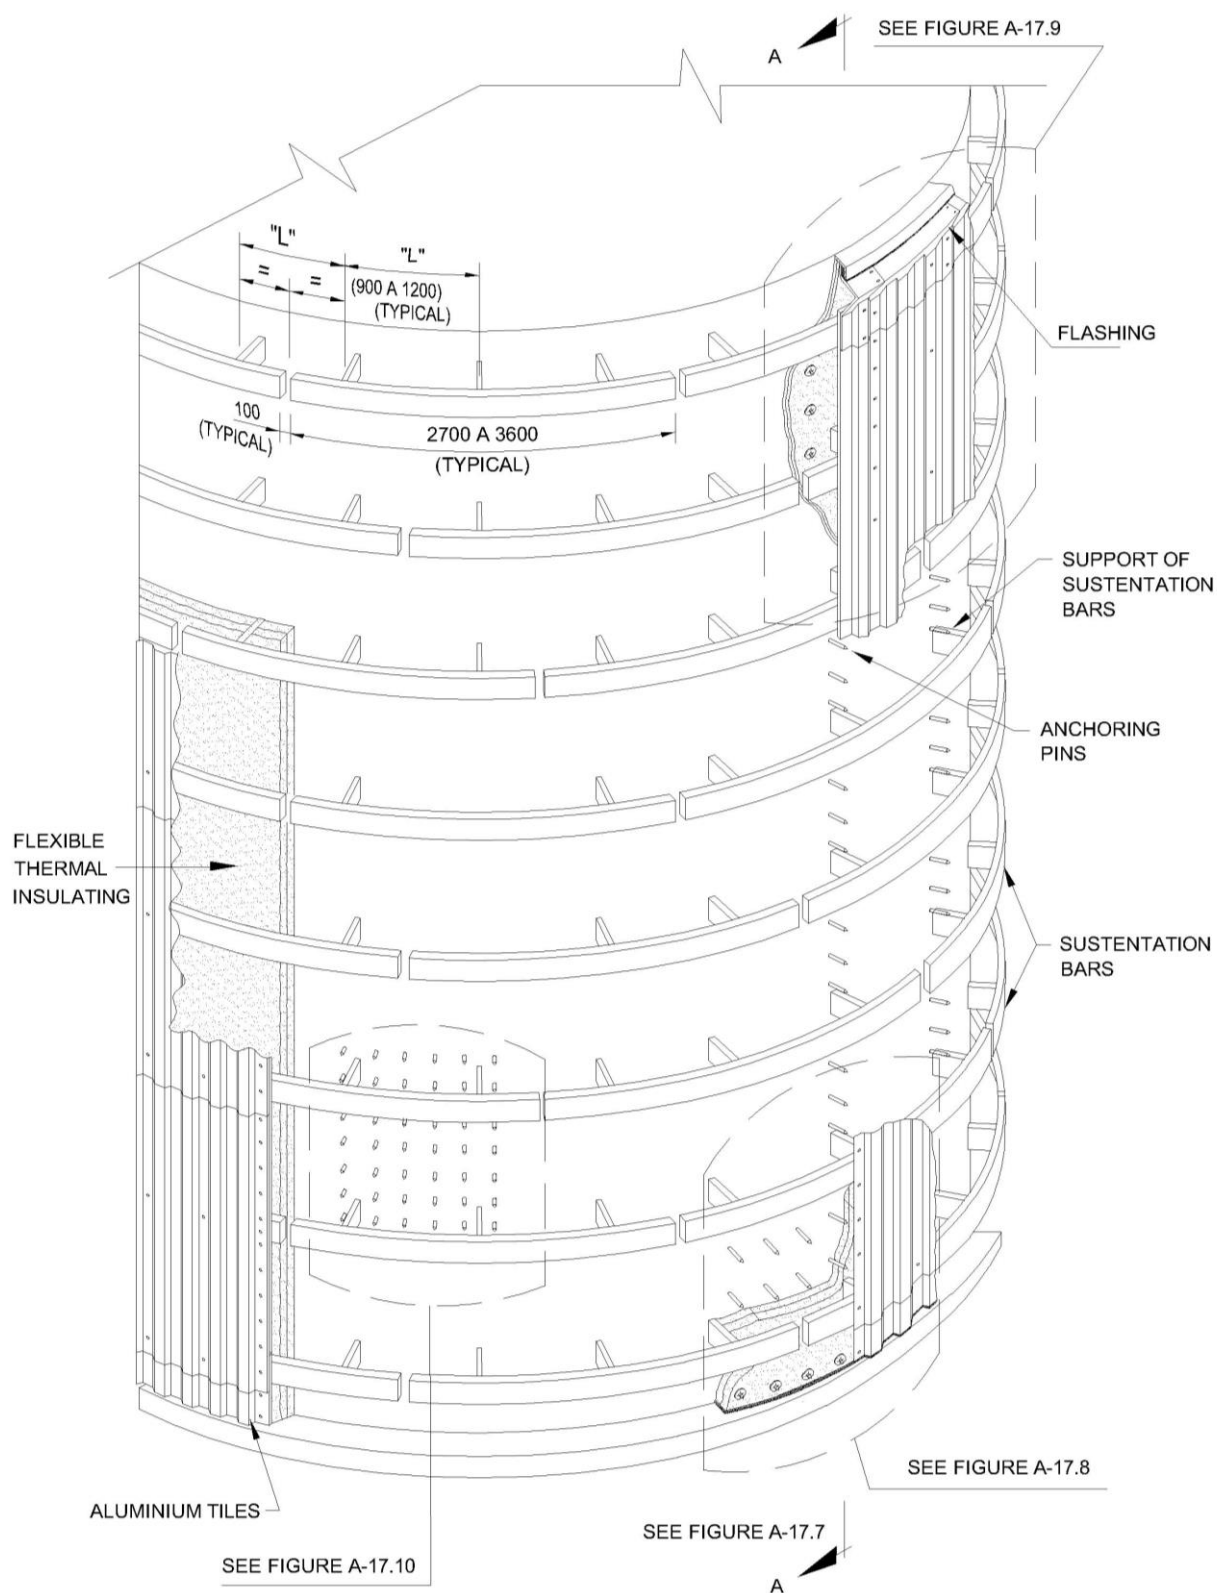 SEE FIGURE A-17.9
A
"L"
"L"
=
=
(900 A 1200)
(TYPICAL)
FLASHING
100
(TYPICAL)
2700 A 3600
(TYPICAL)
SUPPORT OF
SUSTENTATION
BARS
ANCHORING
PINS
FLEXIBLE
THERMAL
INSULATING
SUSTENTATION
BARS
SEE FIGURE A-17.8
ALUMINIUM TILES
SEE FIGURE A-17.7
SEE FIGURE A-17.10
A